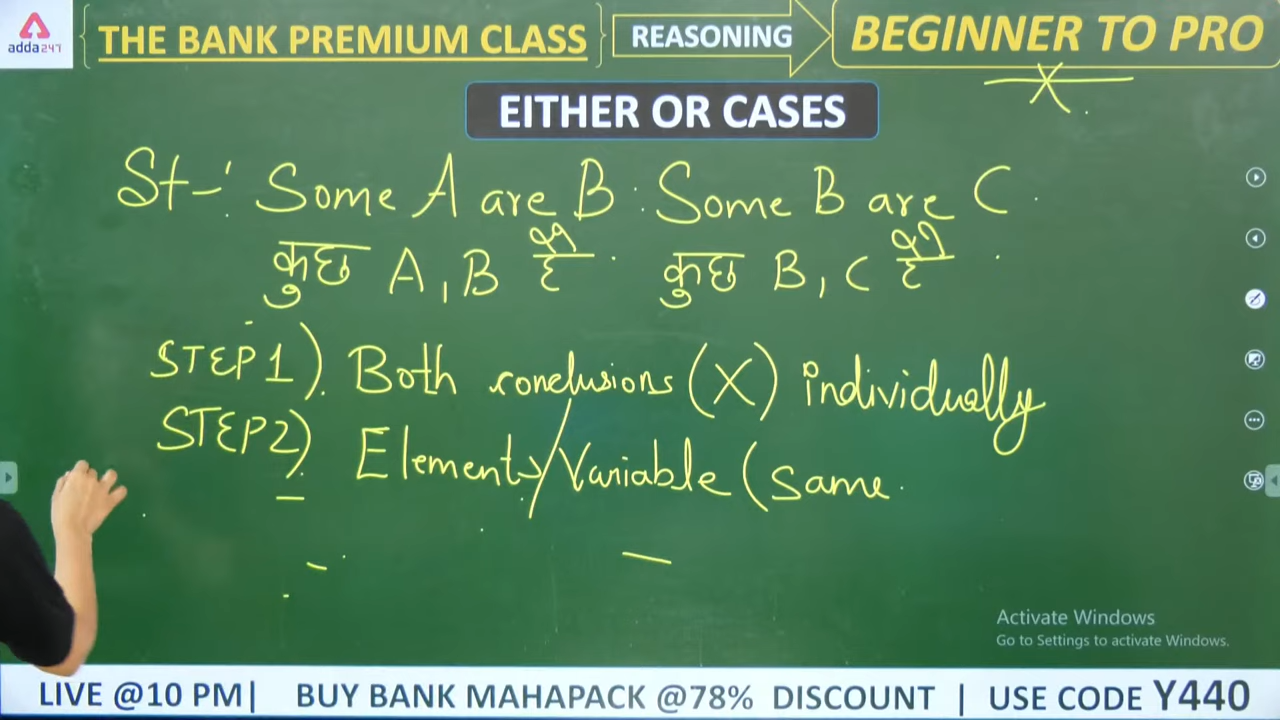 adda247
THE BANK PREMIUM CLASS
REASONING
BEGINNER TO PRO
EITHER OR CASES
St-: Some A are B. Some B are C.
कुछ A, B हैं. कुछ B, C हैं.
STEP 1). Both conclusions (X) individually
STEP 2). Elements/Variable (Same
Activate Windows
Go to Settings to activate Windows.
LIVE @10 PM| BUY BANK MAHAPACK @78% DISCOUNT | USE CODE Y440